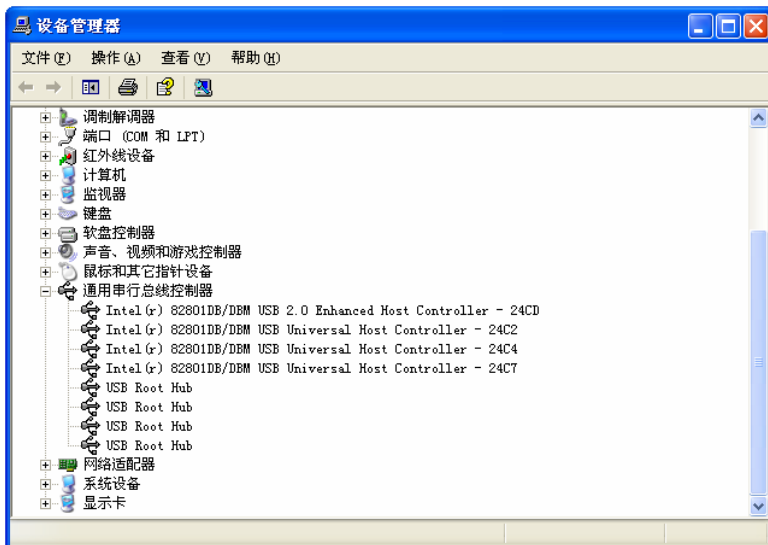 设备管理器
文件(F) 操作(A) 查看(V) 帮助(H)
调制解调器
端口 (COM 和 LPT)
红外线设备
计算机
监视器
键盘
软盘控制器
声音、视频和游戏控制器
鼠标和其它指针设备
通用串行总线控制器
Intel(r) 82801DB/DBM USB 2.0 Enhanced Host Controller - 24CD
Intel(r) 82801DB/DBM USB Universal Host Controller - 24C2
Intel(r) 82801DB/DBM USB Universal Host Controller - 24C4
Intel(r) 82801DB/DBM USB Universal Host Controller - 24C7
USB Root Hub
USB Root Hub
USB Root Hub
USB Root Hub
网络适配器
系统设备
显示卡